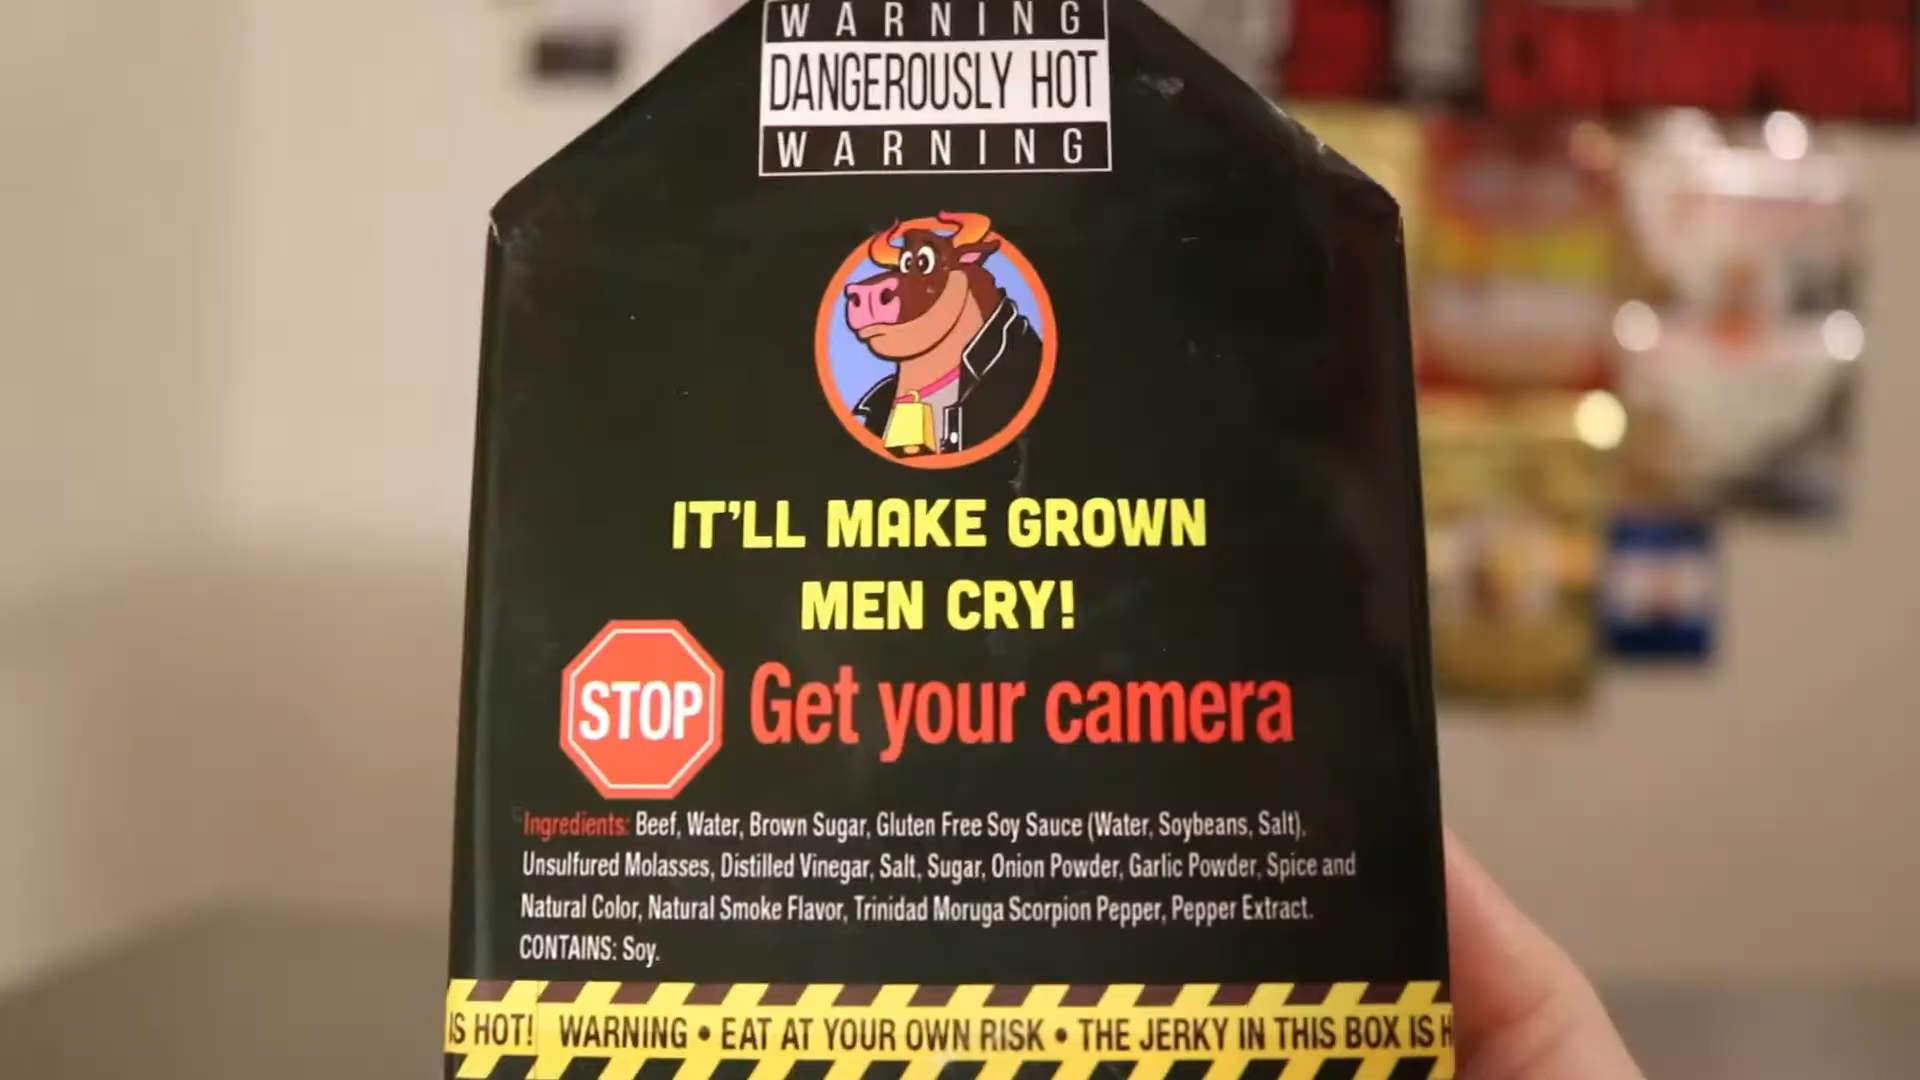 WARNING
DANGEROUSLY HOT
WARNING
IT'LL MAKE GROWN
MEN CRY!
STOP Get your camera
Ingredients: Beef, Water, Brown Sugar, Gluten Free Soy Sauce (Water, Soybeans, Salt),
Unsulfured Molasses, Distilled Vinegar, Salt, Sugar, Onion Powder, Garlic Powder, Spice and
Natural Color, Natural Smoke Flavor, Trinidad Moruga Scorpion Pepper, Pepper Extract.
CONTAINS: Soy.
IS HOT! WARNING • EAT AT YOUR OWN RISK • THE JERKY IN THIS BOX IS H